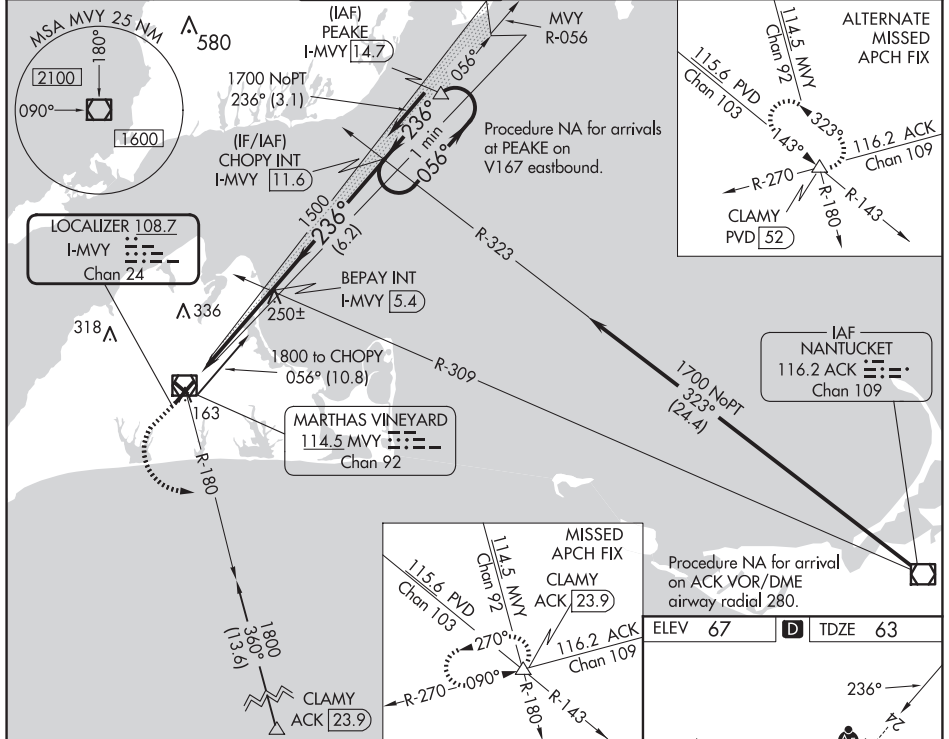 MSA MVY 25 NM
180°
2100
090°
1600
580
(IAF)
PEAKE
I-MVY 14.7
1700 NoPT
236° (3.1)
(IF/IAF)
CHOPY INT
I-MVY 11.6
MVY
R-056
056°
236°
1 min
056°
Procedure NA for arrivals
at PEAKE on
V167 eastbound.
ALTERNATE
MISSED
APCH FIX
114.5 MVY
Chan 92
115.6 PVD
Chan 103
323°
143°
116.2 ACK
Chan 109
R-270
R-180
R-143
CLAMY
PVD 52
LOCALIZER 108.7
I-MVY
Chan 24
1500
236°
(6.2)
R-323
BEPAY INT
I-MVY 5.4
250±
336
318
1800 to CHOPY
056° (10.8)
R-309
163
MARTHAS VINEYARD
114.5 MVY
Chan 92
1700 NoPT
323°
(24.4)
IAF
NANTUCKET
116.2 ACK
Chan 109
R-180
1800
360°
(13.6)
CLAMY
ACK 23.9
MISSED
APCH FIX
114.5 MVY
Chan 92
115.6 PVD
Chan 103
CLAMY
ACK 23.9
270°
116.2 ACK
Chan 109
R-270
090°
R-180
R-143
Procedure NA for arrival
on ACK VOR/DME
airway radial 280.
ELEV 67
D
TDZE 63
236°
24